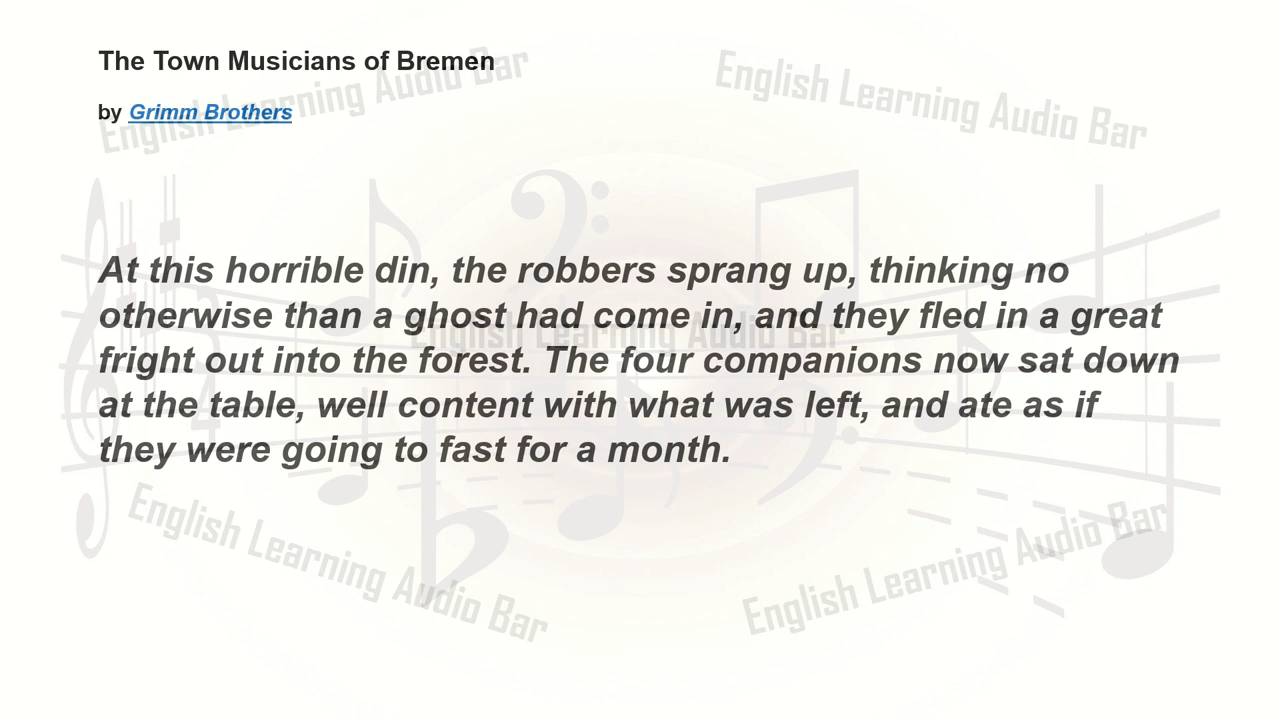 The Town Musicians of Bremen
by Grimm Brothers
English Learning Audio Bar
English Learning Audio Bar
At this horrible din, the robbers sprang up, thinking no
otherwise than a ghost had come in, and they fled in a great
English Learning Audio Bar
fright out into the forest. The four companions now sat down
at the table, well content with what was left, and ate as if
they were going to fast for a month.
English Learning Audio Bar
English Learning Audio Bar